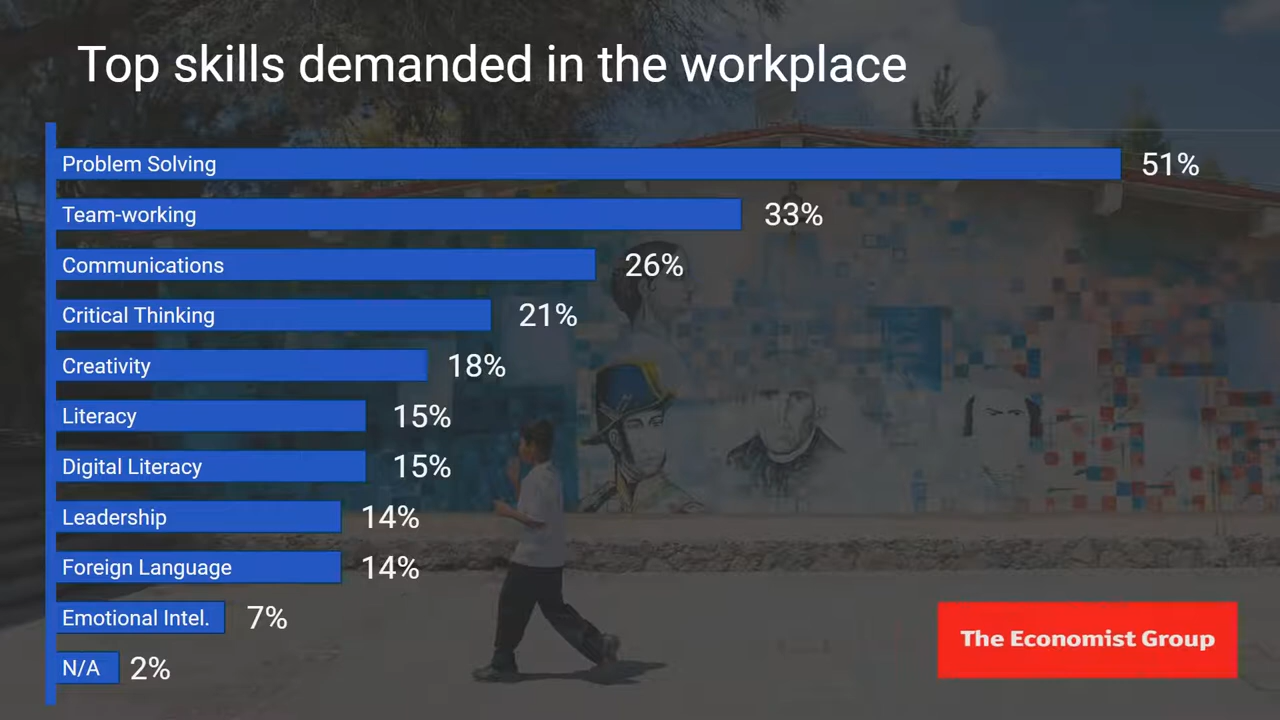 Top skills demanded in the workplace
Problem Solving 51%
Team-working 33%
Communications 26%
Critical Thinking 21%
Creativity 18%
Literacy 15%
Digital Literacy 15%
Leadership 14%
Foreign Language 14%
Emotional Intel. 7%
N/A 2%
The Economist Group